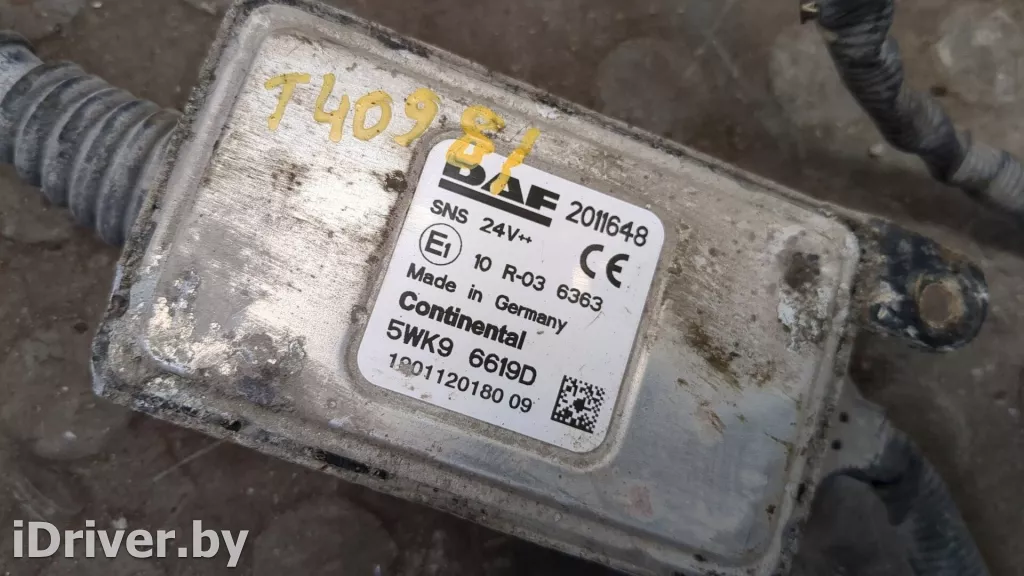 T40981
DAF 2011648
SNS 24V⎓ CE
E1 10 R-03 6363
Made in Germany
Continental
5WK9 6619D
1801120180 09
iDriver.by